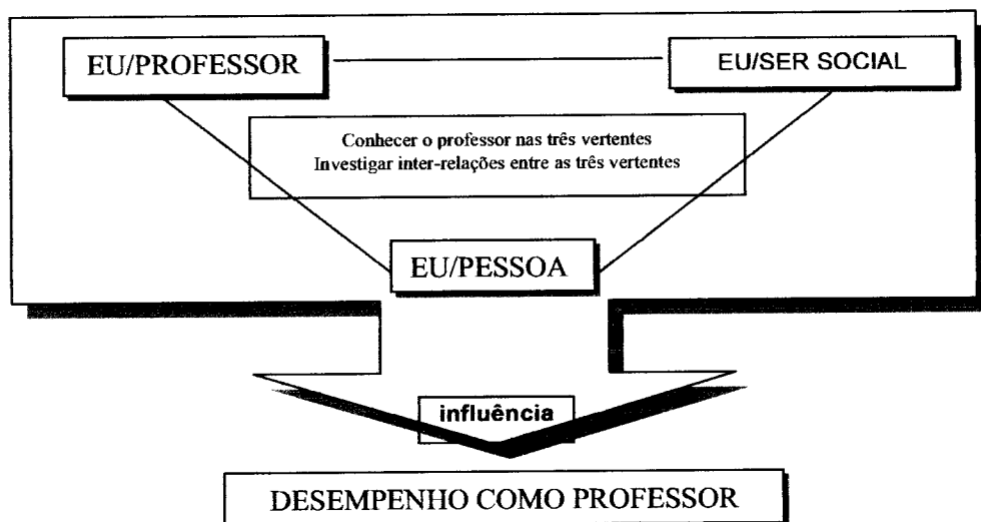 EU/PROFESSOR
EU/SER SOCIAL
Conhecer o professor nas três vertentes
Investigar inter-relações entre as três vertentes
EU/PESSOA
influência
DESEMPENHO COMO PROFESSOR